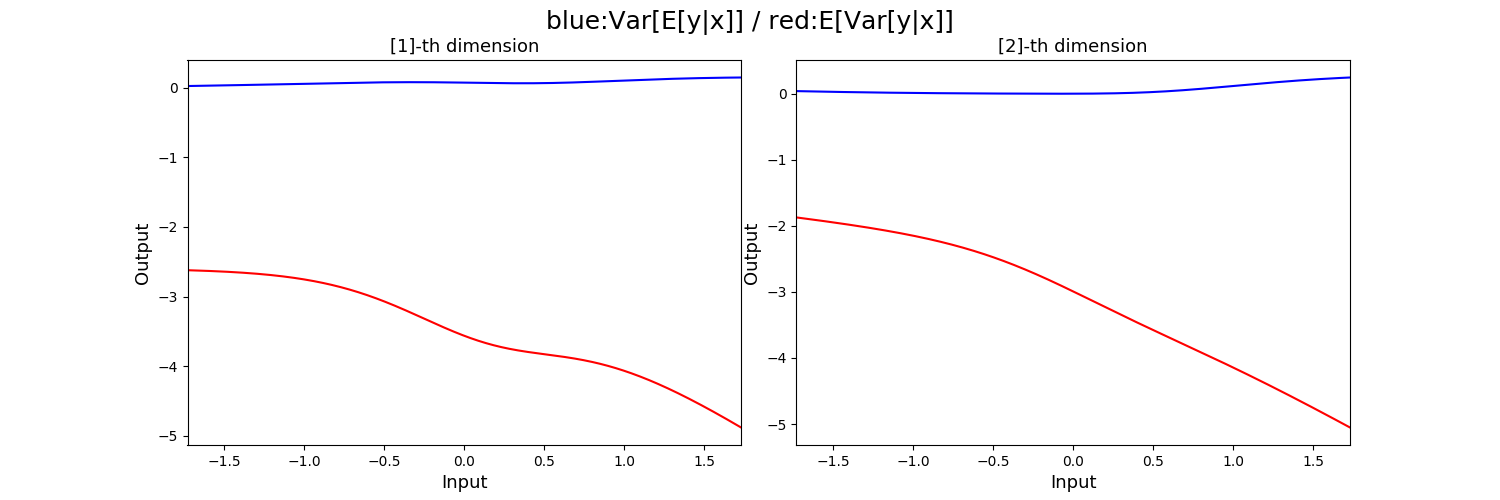 blue:Var[E[y|x]] / red:E[Var[y|x]]
[1]-th dimension
0
−1
−2
−3
−4
−5
Output
−1.5 −1.0 −0.5 0.0 0.5 1.0 1.5
Input
[2]-th dimension
0
−1
−2
−3
−4
−5
Output
−1.5 −1.0 −0.5 0.0 0.5 1.0 1.5
Input